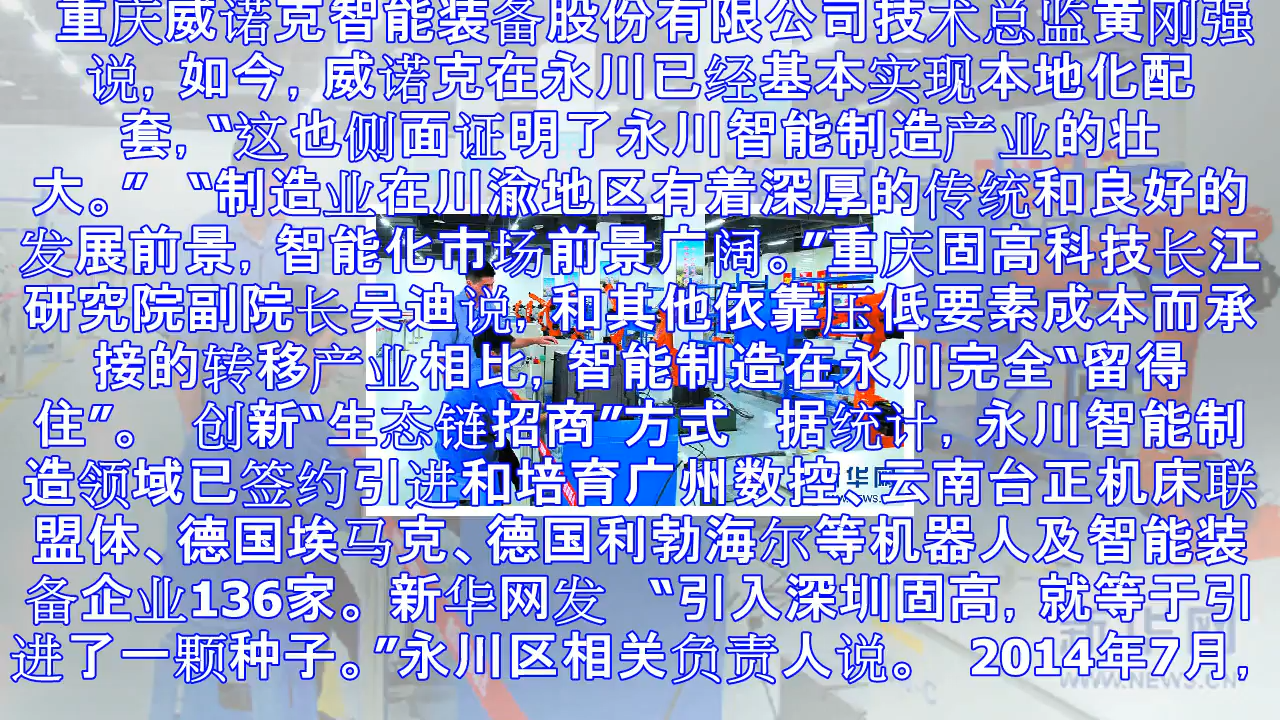 重庆威诺克智能装备股份有限公司技术总监黄刚强
说, 如今, 威诺克在永川已经基本实现本地化配
套, “这也侧面证明了永川智能制造产业的壮
大。” “制造业在川渝地区有着深厚的传统和良好的
发展前景, 智能化市场前景广阔。”重庆固高科技长江
研究院副院长吴迪说, 和其他依靠压低要素成本而承
接的转移产业相比, 智能制造在永川完全“留得
住”。 创新“生态链招商”方式 据统计, 永川智能制
造领域已签约引进和培育广州数控、云南台正机床联
盟体、德国埃马克、德国利勃海尔等机器人及智能装
备企业136家。新华网发 “引入深圳固高, 就等于引
进了一颗种子。”永川区相关负责人说。 2014年7月,
新华网
WWW.NEWS.CN